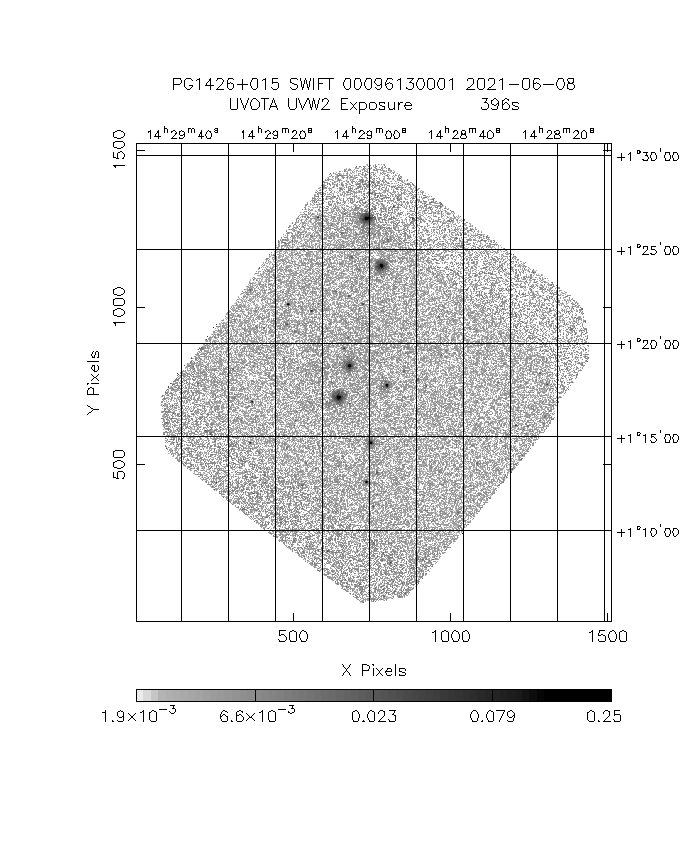 PG1426+015 SWIFT 00096130001 2021-06-08
UVOTA UVW2 Exposure 396s
14ʰ29ᵐ40ˢ 14ʰ29ᵐ20ˢ 14ʰ29ᵐ00ˢ 14ʰ28ᵐ40ˢ 14ʰ28ᵐ20ˢ
1500
+1°30'00
+1°25'00
1000
+1°20'00
Y Pixels
+1°15'00
500
+1°10'00
500 1000 1500
X Pixels
1.9×10⁻³ 6.6×10⁻³ 0.023 0.079 0.25